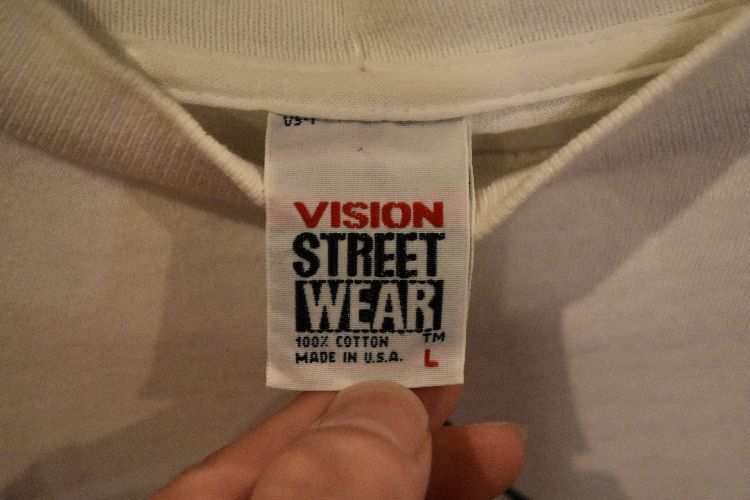 VISION
STREET
WEAR
TM
100% COTTON
MADE IN U.S.A. L